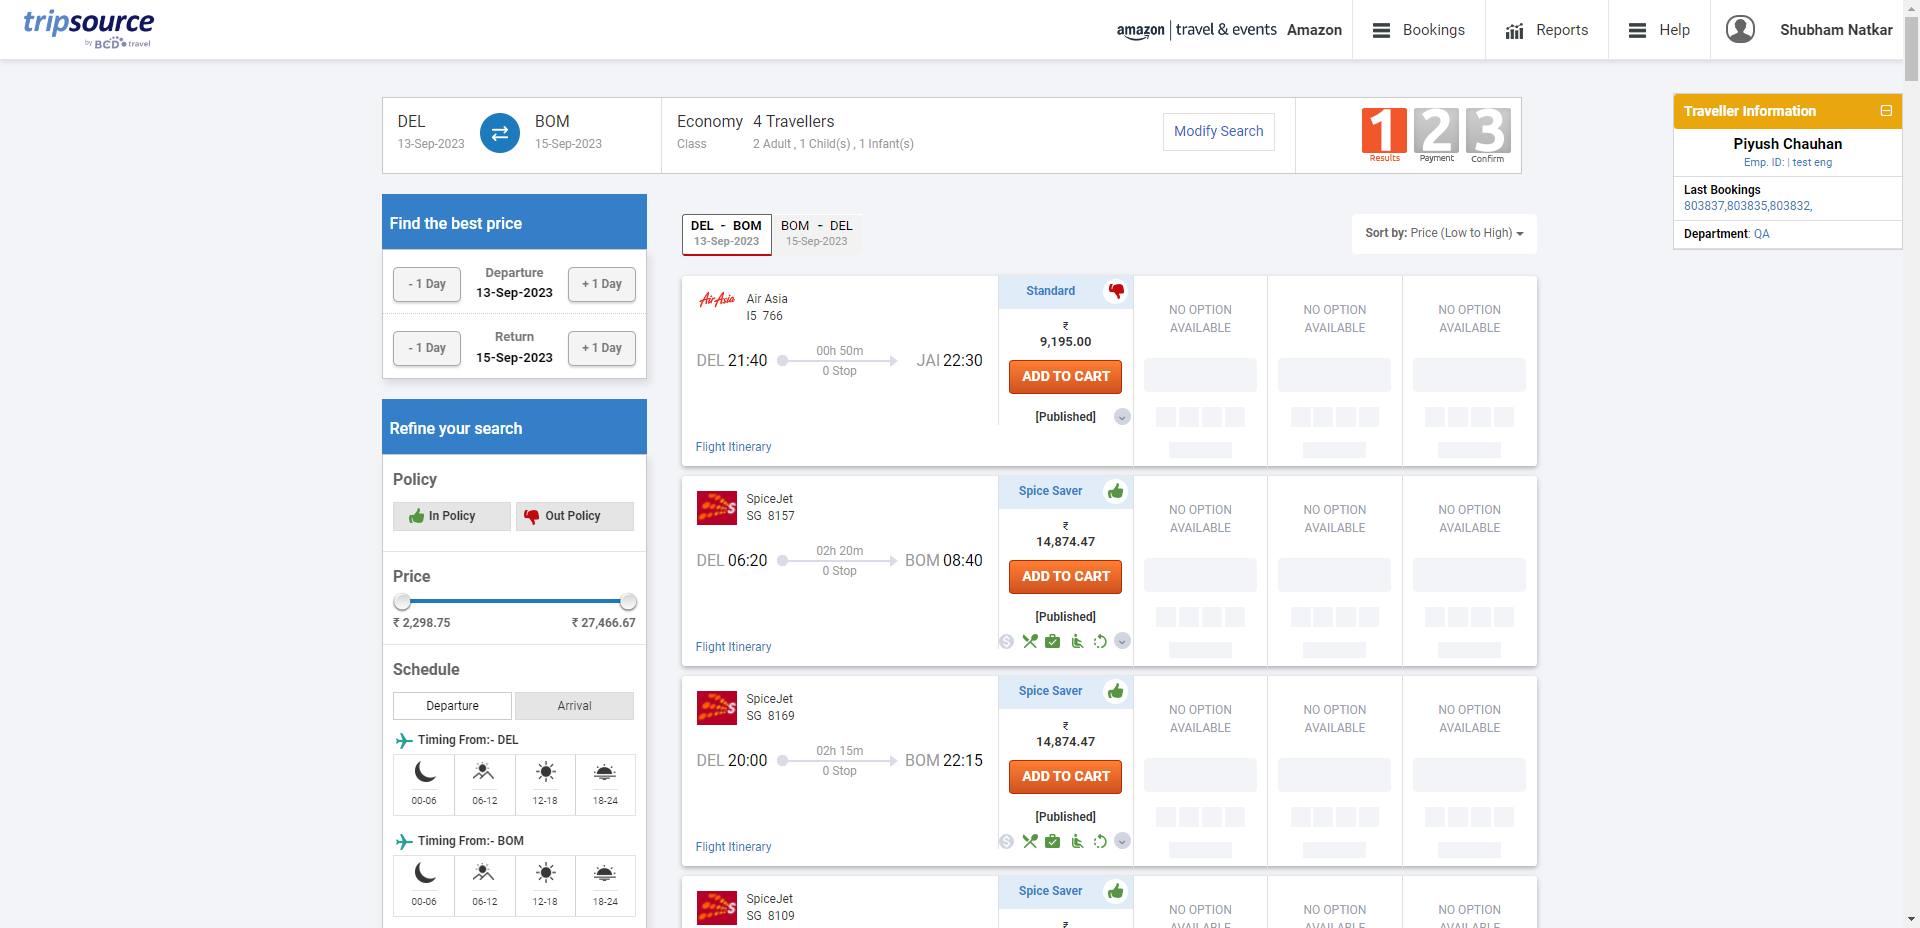 tripsource
by BCD travel
amazon | travel & events Amazon
Bookings
Reports
Help
Shubham Natkar
DEL
13-Sep-2023
BOM
15-Sep-2023
Economy
Class
4 Travellers
2 Adult , 1 Child(s) , 1 Infant(s)
Modify Search
1
Results
2
Payment
3
Confirm
Traveller Information
Piyush Chauhan
Emp. ID: | test eng
Last Bookings
803837,803835,803832,
Department: QA
Find the best price
- 1 Day
Departure
13-Sep-2023
+ 1 Day
- 1 Day
Return
15-Sep-2023
+ 1 Day
Refine your search
Policy
In Policy
Out Policy
Price
₹ 2,298.75
₹ 27,466.67
Schedule
Departure
Arrival
Timing From:- DEL
00-06
06-12
12-18
18-24
Timing From:- BOM
00-06
06-12
12-18
18-24
DEL - BOM
13-Sep-2023
BOM - DEL
15-Sep-2023
Sort by: Price (Low to High)
AirAsia
Air Asia
I5 766
DEL 21:40
00h 50m
0 Stop
JAI 22:30
Flight Itinerary
Standard
₹
9,195.00
ADD TO CART
[Published]
NO OPTION
AVAILABLE
NO OPTION
AVAILABLE
NO OPTION
AVAILABLE
SpiceJet
SG 8157
DEL 06:20
02h 20m
0 Stop
BOM 08:40
Flight Itinerary
Spice Saver
₹
14,874.47
ADD TO CART
[Published]
NO OPTION
AVAILABLE
NO OPTION
AVAILABLE
NO OPTION
AVAILABLE
SpiceJet
SG 8169
DEL 20:00
02h 15m
0 Stop
BOM 22:15
Flight Itinerary
Spice Saver
₹
14,874.47
ADD TO CART
[Published]
NO OPTION
AVAILABLE
NO OPTION
AVAILABLE
NO OPTION
AVAILABLE
SpiceJet
SG 8109
Spice Saver
₹
NO OPTION
AVAILABLE
NO OPTION
AVAILABLE
NO OPTION
AVAILABLE